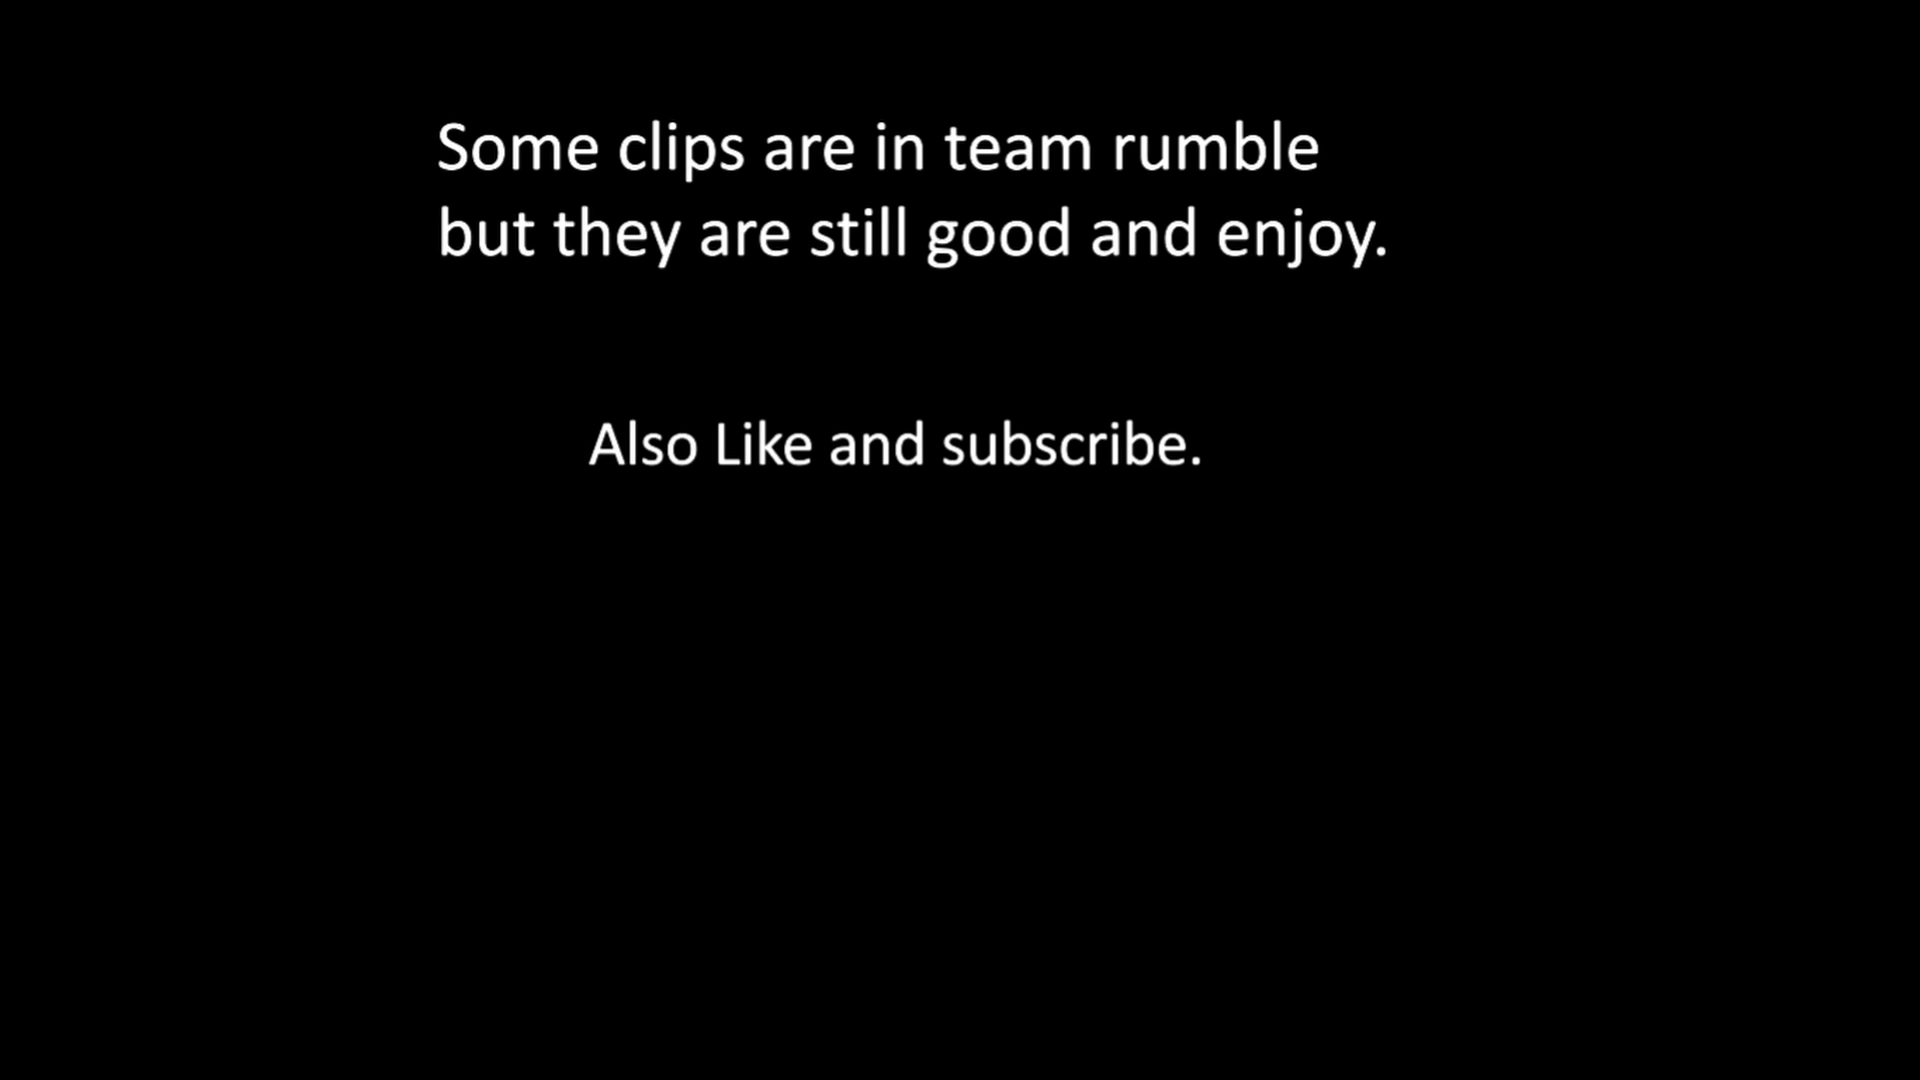 Some clips are in team rumble
but they are still good and enjoy.
Also Like and subscribe.